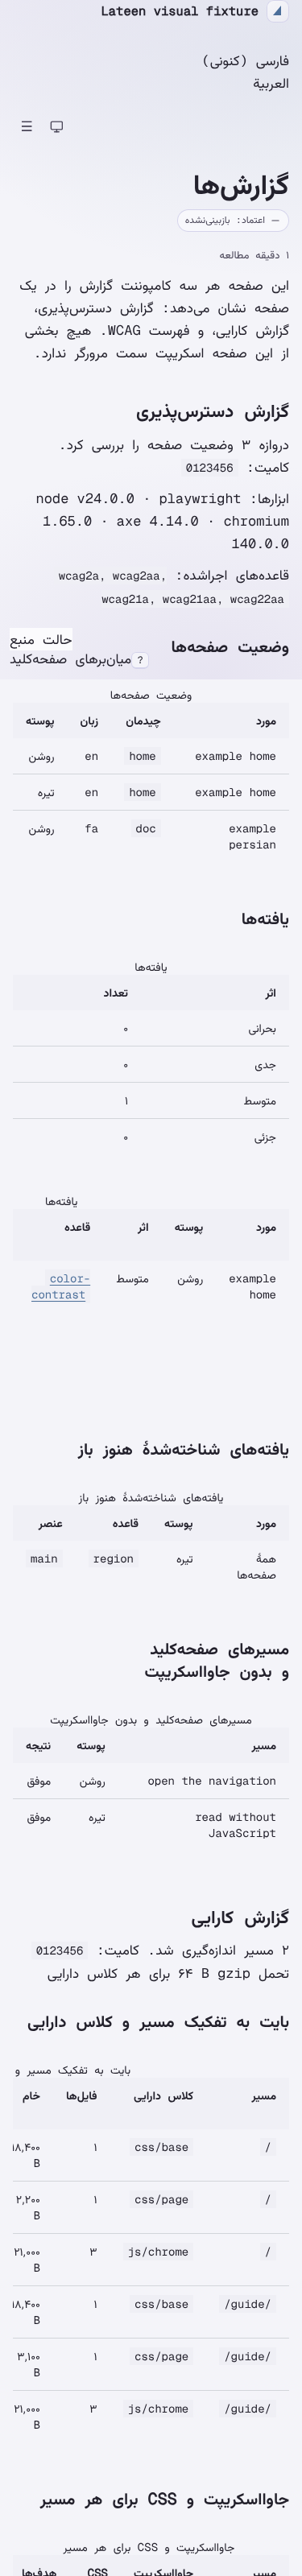 Lateen visual fixture
فارسی (کنونی)
العربية
گزارش‌ها
— اعتماد: بازبینی‌نشده
۱ دقیقه مطالعه
این صفحه هر سه کامپوننت گزارش را در یک
صفحه نشان می‌دهد: گزارش دسترس‌پذیری،
گزارش کارایی، و فهرست WCAG. هیچ بخشی
از این صفحه اسکریپت سمت مرورگر ندارد.
گزارش دسترس‌پذیری
دروازه ۳ وضعیت صفحه را بررسی کرد.
کامیت: 0123456
ابزارها: node v24.0.0 · playwright
1.65.0 · axe 4.14.0 · chromium
140.0.0
قاعده‌های اجراشده: wcag2a, wcag2aa,
wcag21a, wcag21aa, wcag22aa
وضعیت صفحه‌ها
حالت منبع
? میان‌برهای صفحه‌کلید
وضعیت صفحه‌ها
مورد چیدمان زبان پوسته
example home home en روشن
example home home en تیره
example persian doc fa روشن
یافته‌ها
یافته‌ها
اثر تعداد
بحرانی ۰
جدی ۰
متوسط ۱
جزئی ۰
یافته‌ها
مورد پوسته اثر قاعده
example home روشن متوسط color-contrast
یافته‌های شناخته‌شدهٔ هنوز باز
یافته‌های شناخته‌شدهٔ هنوز باز
مورد پوسته قاعده عنصر
همهٔ صفحه‌ها تیره region main
مسیرهای صفحه‌کلید
و بدون جاوااسکریپت
مسیرهای صفحه‌کلید و بدون جاوااسکریپت
مسیر پوسته نتیجه
open the navigation روشن موفق
read without JavaScript تیره موفق
گزارش کارایی
۲ مسیر اندازه‌گیری شد. کامیت: 0123456
تحمل ۶۴ B gzip برای هر کلاس دارایی
بایت به تفکیک مسیر و کلاس دارایی
بایت به تفکیک مسیر و
مسیر کلاس دارایی فایل‌ها خام
/ css/base ۱ ۱۸,۴۰۰ B
/ css/page ۱ ۲,۲۰۰ B
/ js/chrome ۳ ۲۱,۰۰۰ B
/guide/ css/base ۱ ۱۸,۴۰۰ B
/guide/ css/page ۱ ۳,۱۰۰ B
/guide/ js/chrome ۳ ۲۱,۰۰۰ B
جاوااسکریپت و CSS برای هر مسیر
جاوااسکریپت و CSS برای هر مسیر
مسیر جاوااسکریپت CSS هدف‌ها